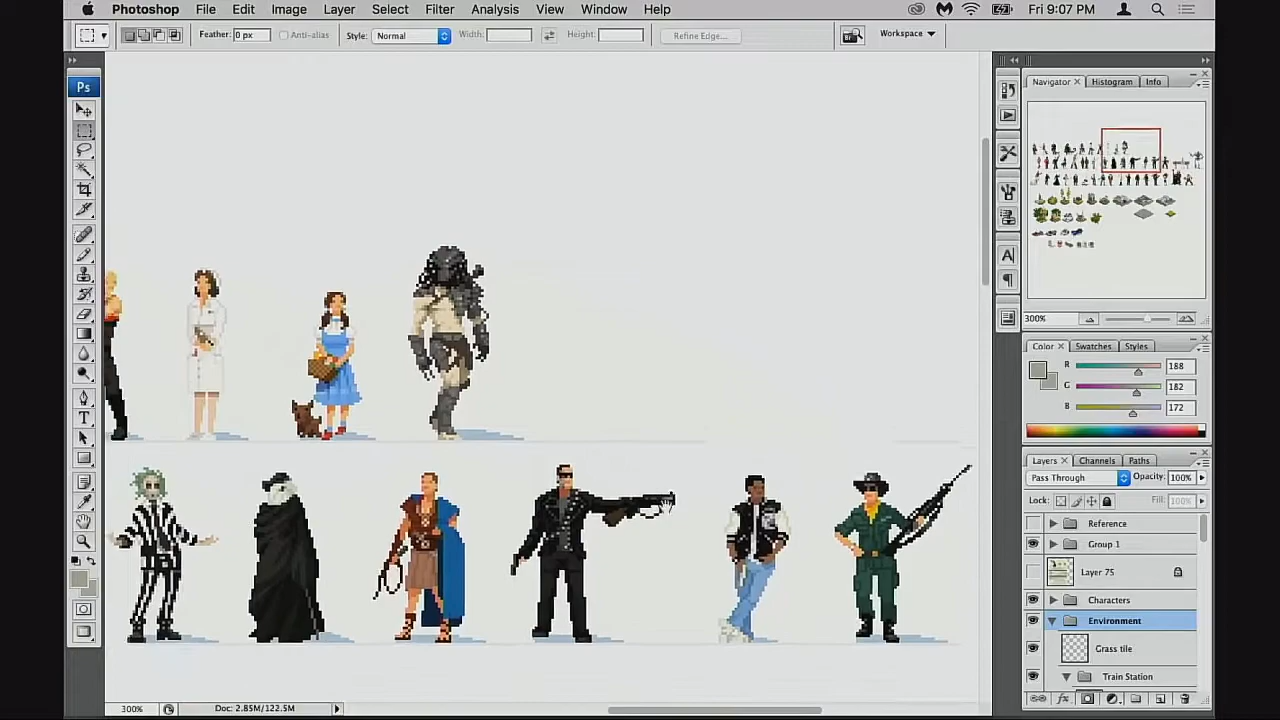 Photoshop File Edit Image Layer Select Filter Analysis View Window Help Fri 9:07 PM
Feather: 0 px Anti-alias Style: Normal Width: Height: Refine Edge... Workspace
Ps
Navigator Histogram Info
300%
Color Swatches Styles
R 188
G 182
B 172
Layers Channels Paths
Pass Through Opacity: 100%
Lock: Fill: 100%
Reference
Group 1
Layer 75
Characters
Environment
Grass tile
Train Station
300% Doc: 2.85M/122.5M